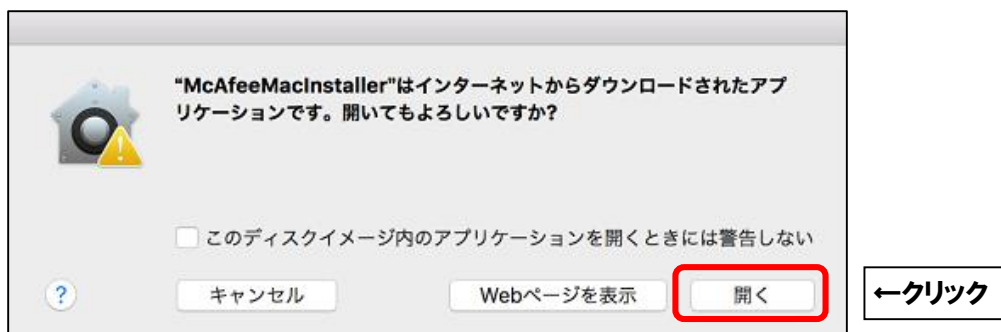 “McAfeeMacInstaller”はインターネットからダウンロードされたアプ
リケーションです。開いてもよろしいですか?
このディスクイメージ内のアプリケーションを開くときには警告しない
? キャンセル Webページを表示 開く ←クリック